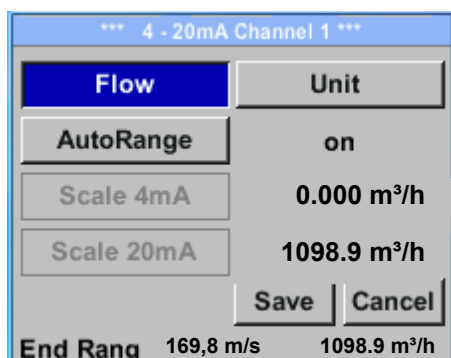 *** 4 - 20mA Channel 1 ***
Flow Unit
AutoRange on
Scale 4mA 0.000 m³/h
Scale 20mA 1098.9 m³/h
Save Cancel
End Rang 169,8 m/s 1098.9 m³/h